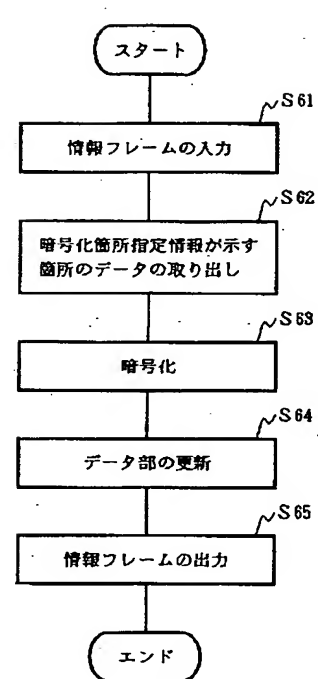 スタート
S61
情報フレームの入力
S62
暗号化箇所指定情報が示す
箇所のデータの取り出し
S63
暗号化
S64
データ部の更新
S65
情報フレームの出力
エンド